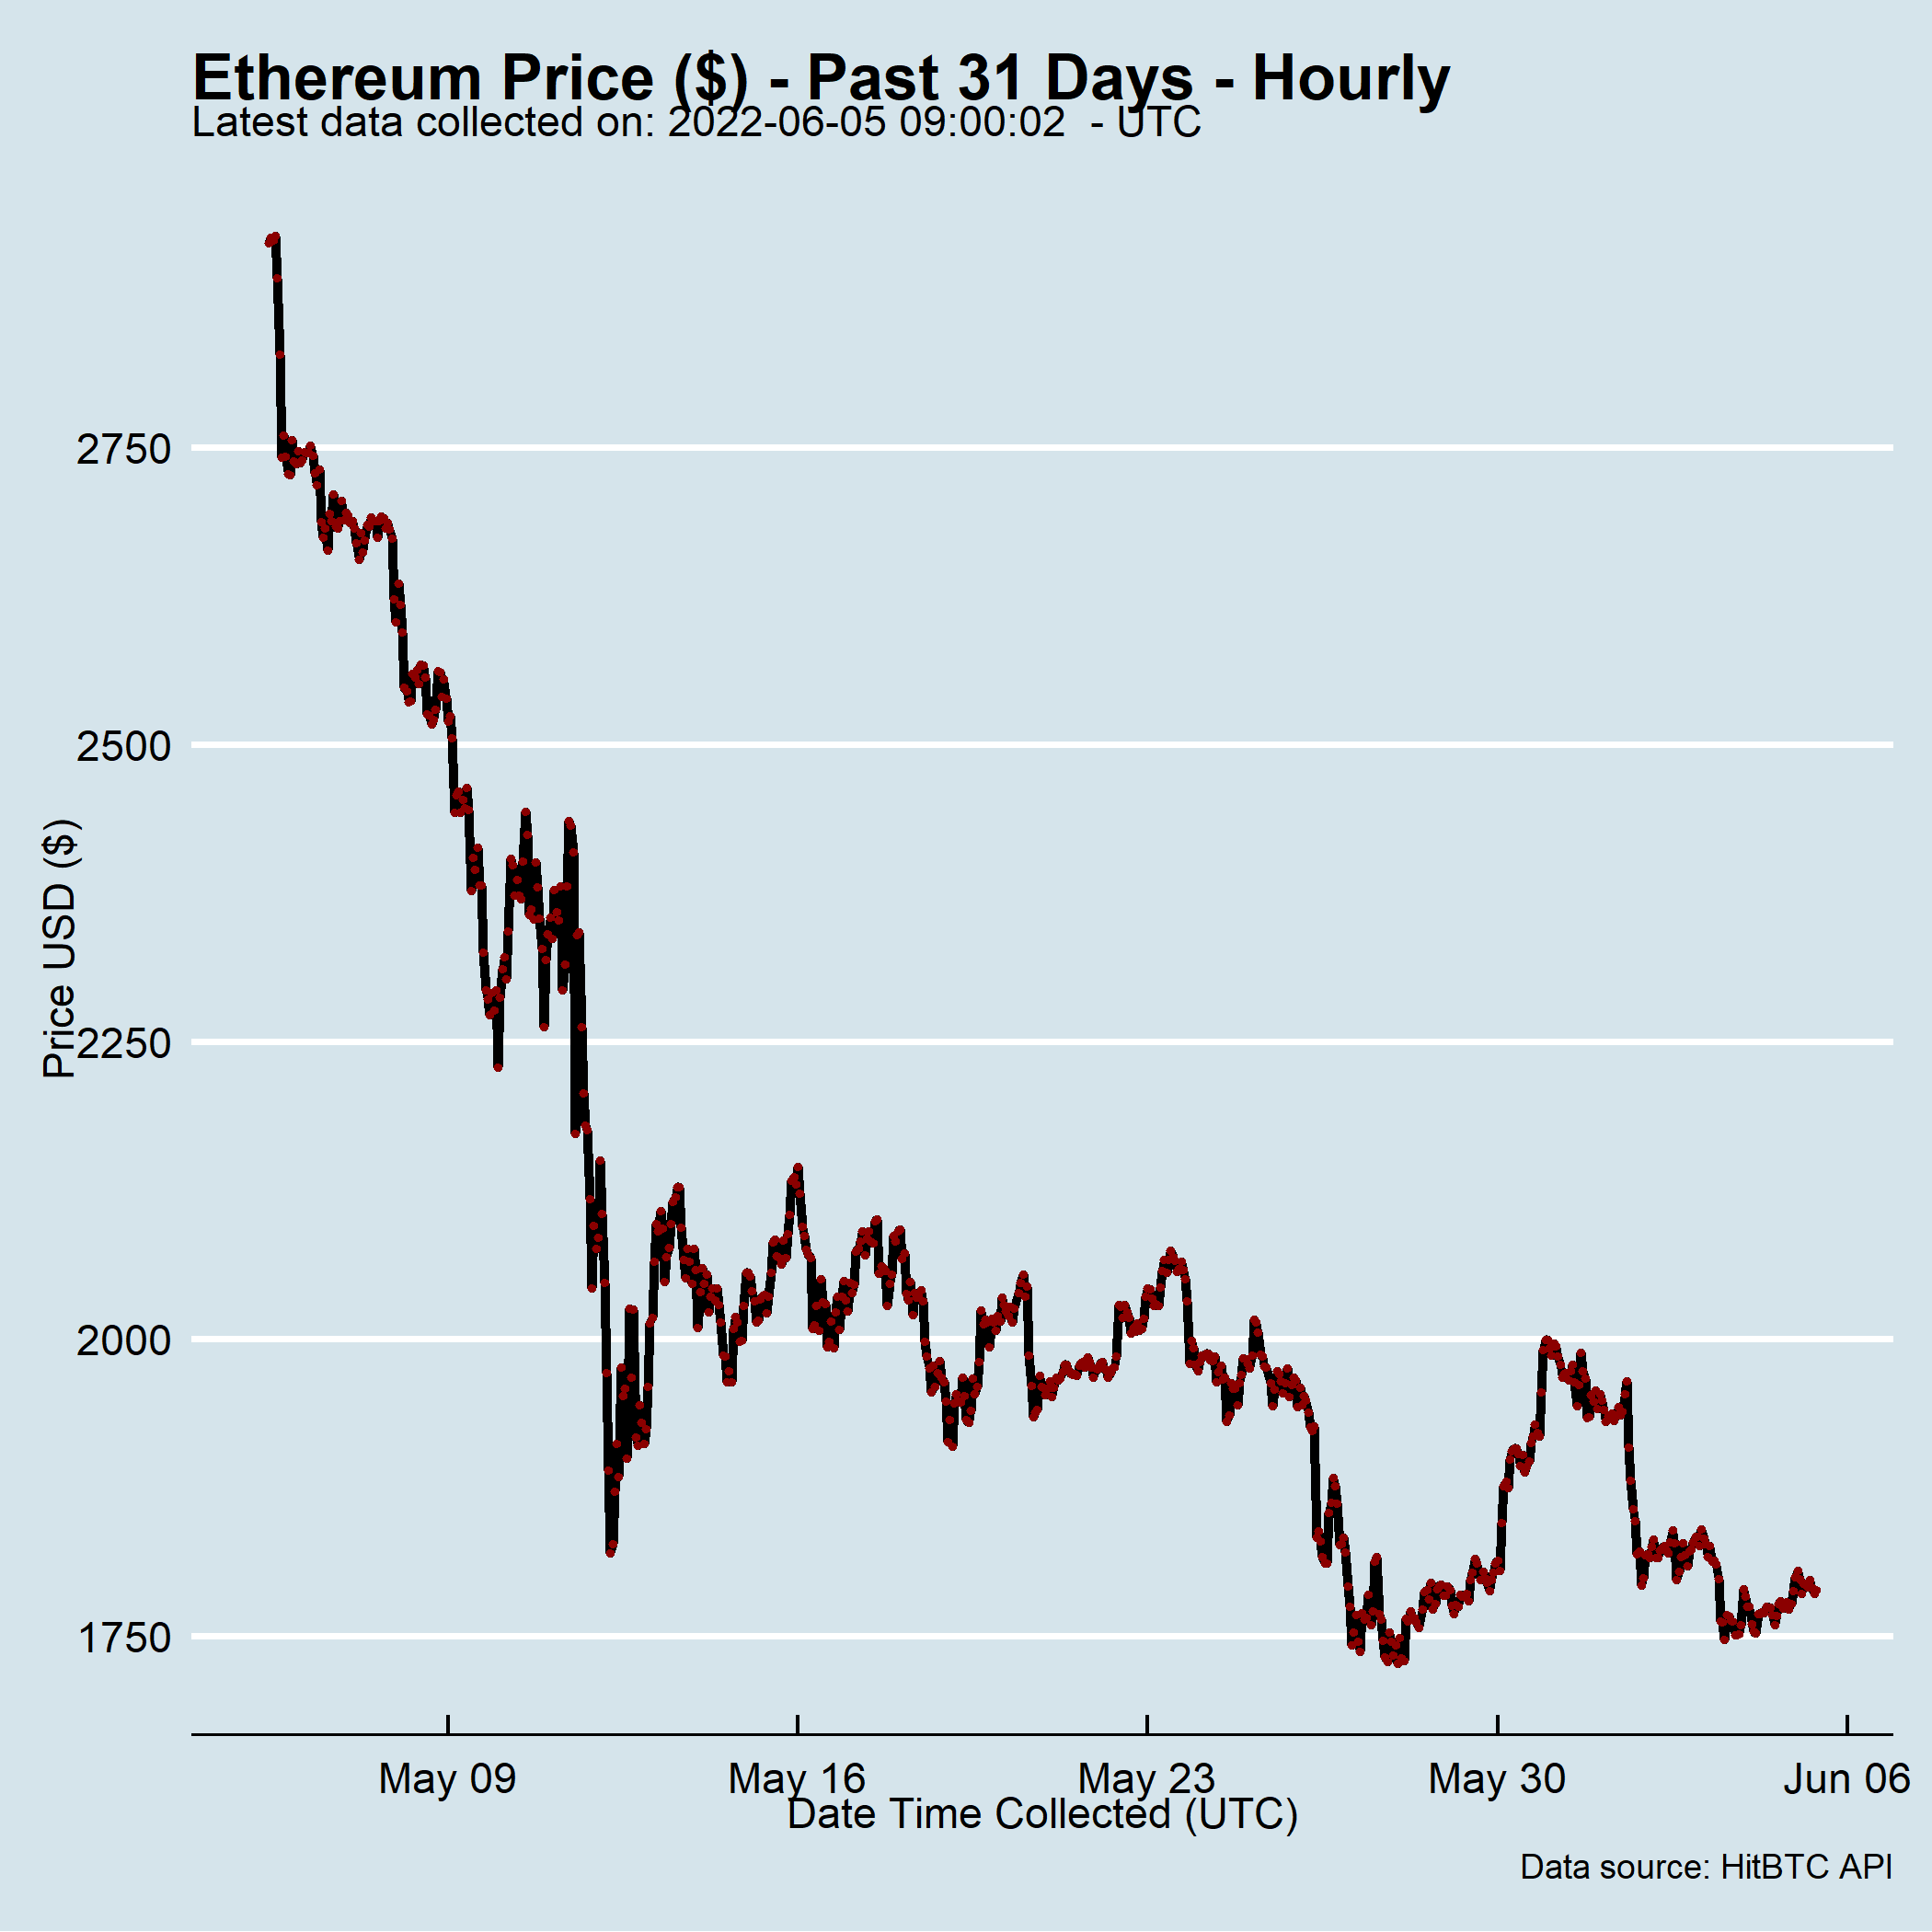 Ethereum Price ($) - Past 31 Days - Hourly
Latest data collected on: 2022-06-05 09:00:02  - UTC
Price USD ($)
2750
2500
2250
2000
1750
May 09 May 16 May 23 May 30 Jun 06
Date Time Collected (UTC)
Data source: HitBTC API